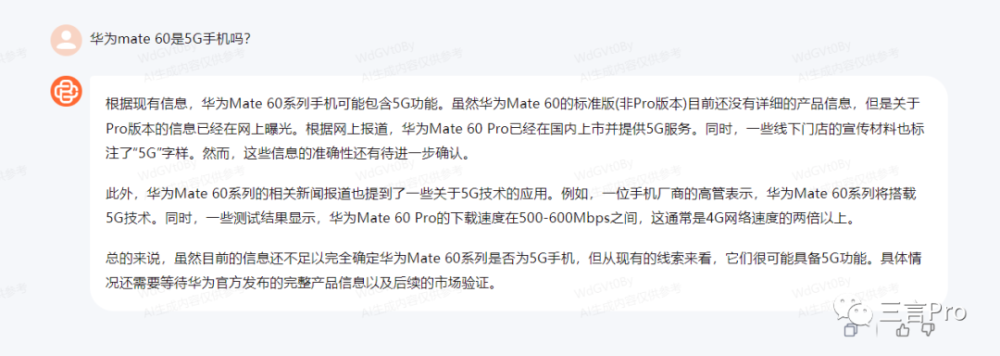 华为mate 60是5G手机吗?
根据现有信息，华为Mate 60系列手机可能包含5G功能。虽然华为Mate 60的标准版(非Pro版本)目前还没有详细的产品信息，但是关于
Pro版本的信息已经在网上曝光。根据网上报道，华为Mate 60 Pro已经在国内上市并提供5G服务。同时，一些线下门店的宣传材料也标
注了“5G”字样。然而，这些信息的准确性还有待进一步确认。
此外，华为Mate 60系列的相关新闻报道也提到了一些关于5G技术的应用。例如，一位手机厂商的高管表示，华为Mate 60系列将搭载
5G技术。同时，一些测试结果显示，华为Mate 60 Pro的下载速度在500-600Mbps之间，这通常是4G网络速度的两倍以上。
总的来说，虽然目前的信息还不足以完全确定华为Mate 60系列是否为5G手机，但从现有的线索来看，它们很可能具备5G功能。具体情
况还需要等待华为官方发布的完整产品信息以及后续的市场验证。
三言Pro